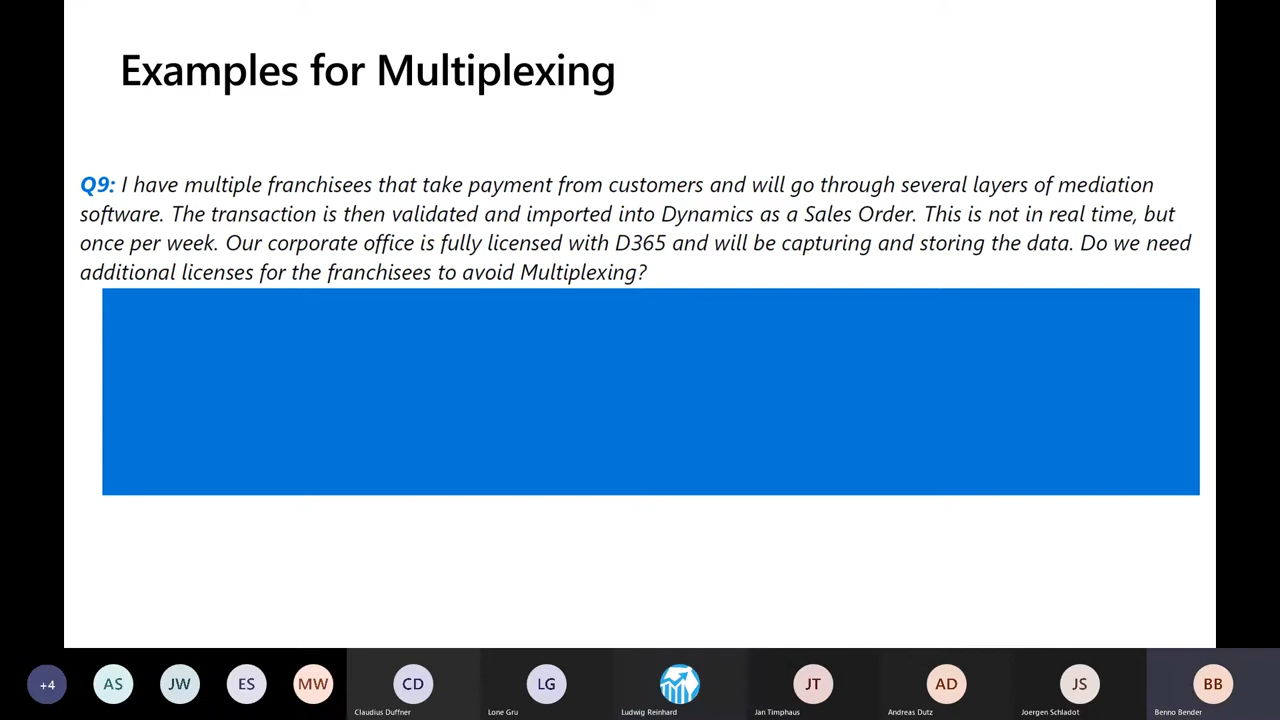 Examples for Multiplexing
Q9: I have multiple franchisees that take payment from customers and will go through several layers of mediation
software. The transaction is then validated and imported into Dynamics as a Sales Order. This is not in real time, but
once per week. Our corporate office is fully licensed with D365 and will be capturing and storing the data. Do we need
additional licenses for the franchisees to avoid Multiplexing?
+4 AS JW ES MW CD LG JT AD JS BB
Claudius Duffner Lone Gru Ludwig Reinhard Jan Timphaus Andreas Dutz Joergen Schladot Benno Bender